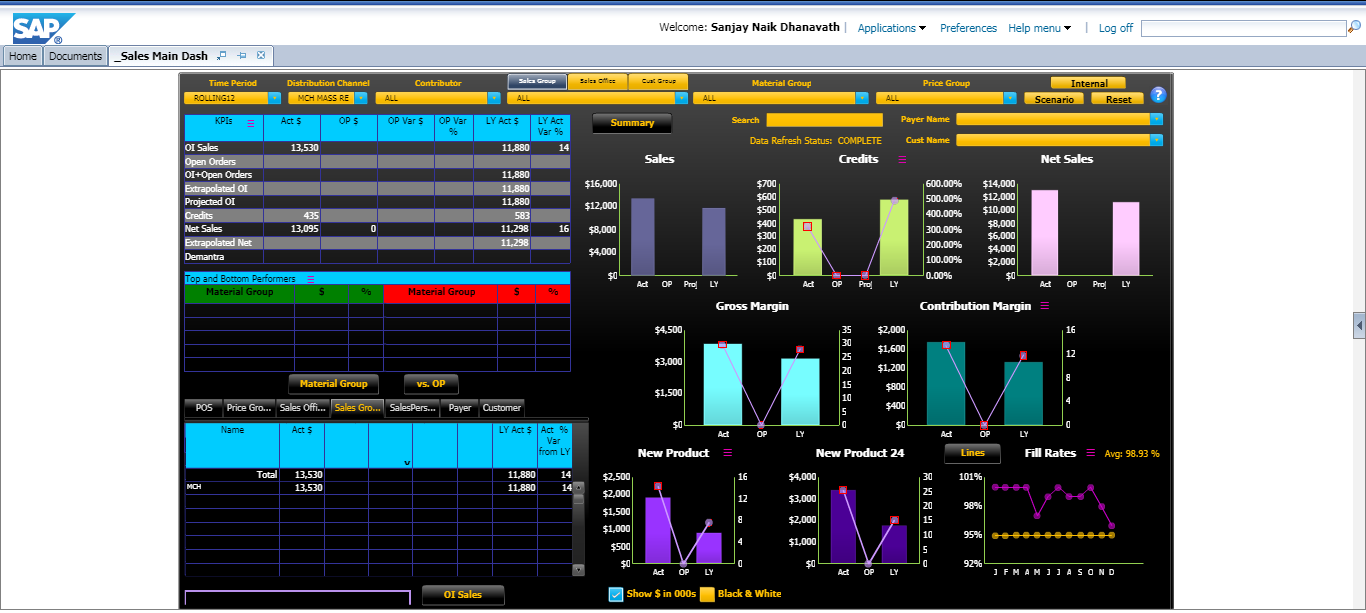 SAP
Welcome: Sanjay Naik Dhanavath | Applications Preferences Help menu | Log off
Home Documents _Sales Main Dash
Time Period Distribution Channel Contributor Sales Group Sales Office Cust Group Material Group Price Group Internal
ROLLING12 MCH MASS RE ALL ALL ALL ALL Scenario Reset ?
KPIs Act $ OP $ OP Var $ OP Var % LY Act $ LY Act Var %
OI Sales 13,530 11,880 14
Open Orders
OI+Open Orders 11,880
Extrapolated OI 11,880
Projected OI 11,880
Credits 435 583
Net Sales 13,095 0 11,298 16
Extrapolated Net 11,298
Demantra
Summary Search Payer Name
Data Refresh Status: COMPLETE Cust Name
Sales
$16,000
$12,000
$8,000
$4,000
$0
Act OP Proj LY
Credits
$700
$600
$500
$400
$300
$200
$100
$0
600.00%
500.00%
400.00%
300.00%
200.00%
100.00%
0.00%
Act OP Proj LY
Net Sales
$14,000
$12,000
$10,000
$8,000
$6,000
$4,000
$2,000
$0
Act OP Proj LY
Top and Bottom Performers
Material Group $ % Material Group $ %
Material Group vs. OP
Gross Margin
$4,500
$3,000
$1,500
$0
35
30
25
20
15
10
5
0
Act OP LY
Contribution Margin
$2,000
$1,600
$1,200
$800
$400
$0
16
12
8
4
0
Act OP LY
POS Price Gro... Sales Offi... Sales Gro... SalesPers... Payer Customer
Name Act $ LY Act $ Act % Var from LY
v
Total 13,530 11,880 14
MCH 13,530 11,880 14
New Product
$2,500
$2,000
$1,500
$1,000
$500
$0
16
12
8
4
0
Act OP LY
New Product 24
$4,000
$3,000
$2,000
$1,000
$0
30
25
20
15
10
5
0
Act OP LY
Lines Fill Rates Avg: 98.93 %
101%
98%
95%
92%
J F M A M J J A S O N D
OI Sales
Show $ in 000s Black & White